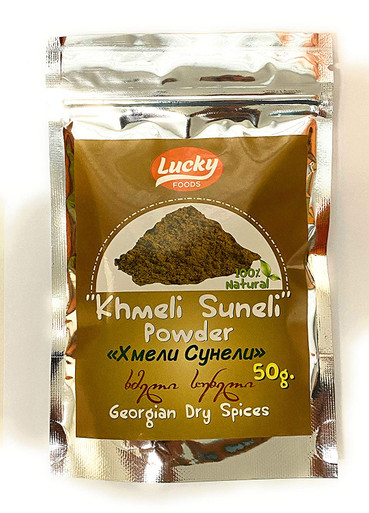 Lucky
FOODS
100%
Natural
"Khmeli Suneli"
Powder
«Хмели Сунели»
ხმელი სუნელი
50g.
Georgian Dry Spices